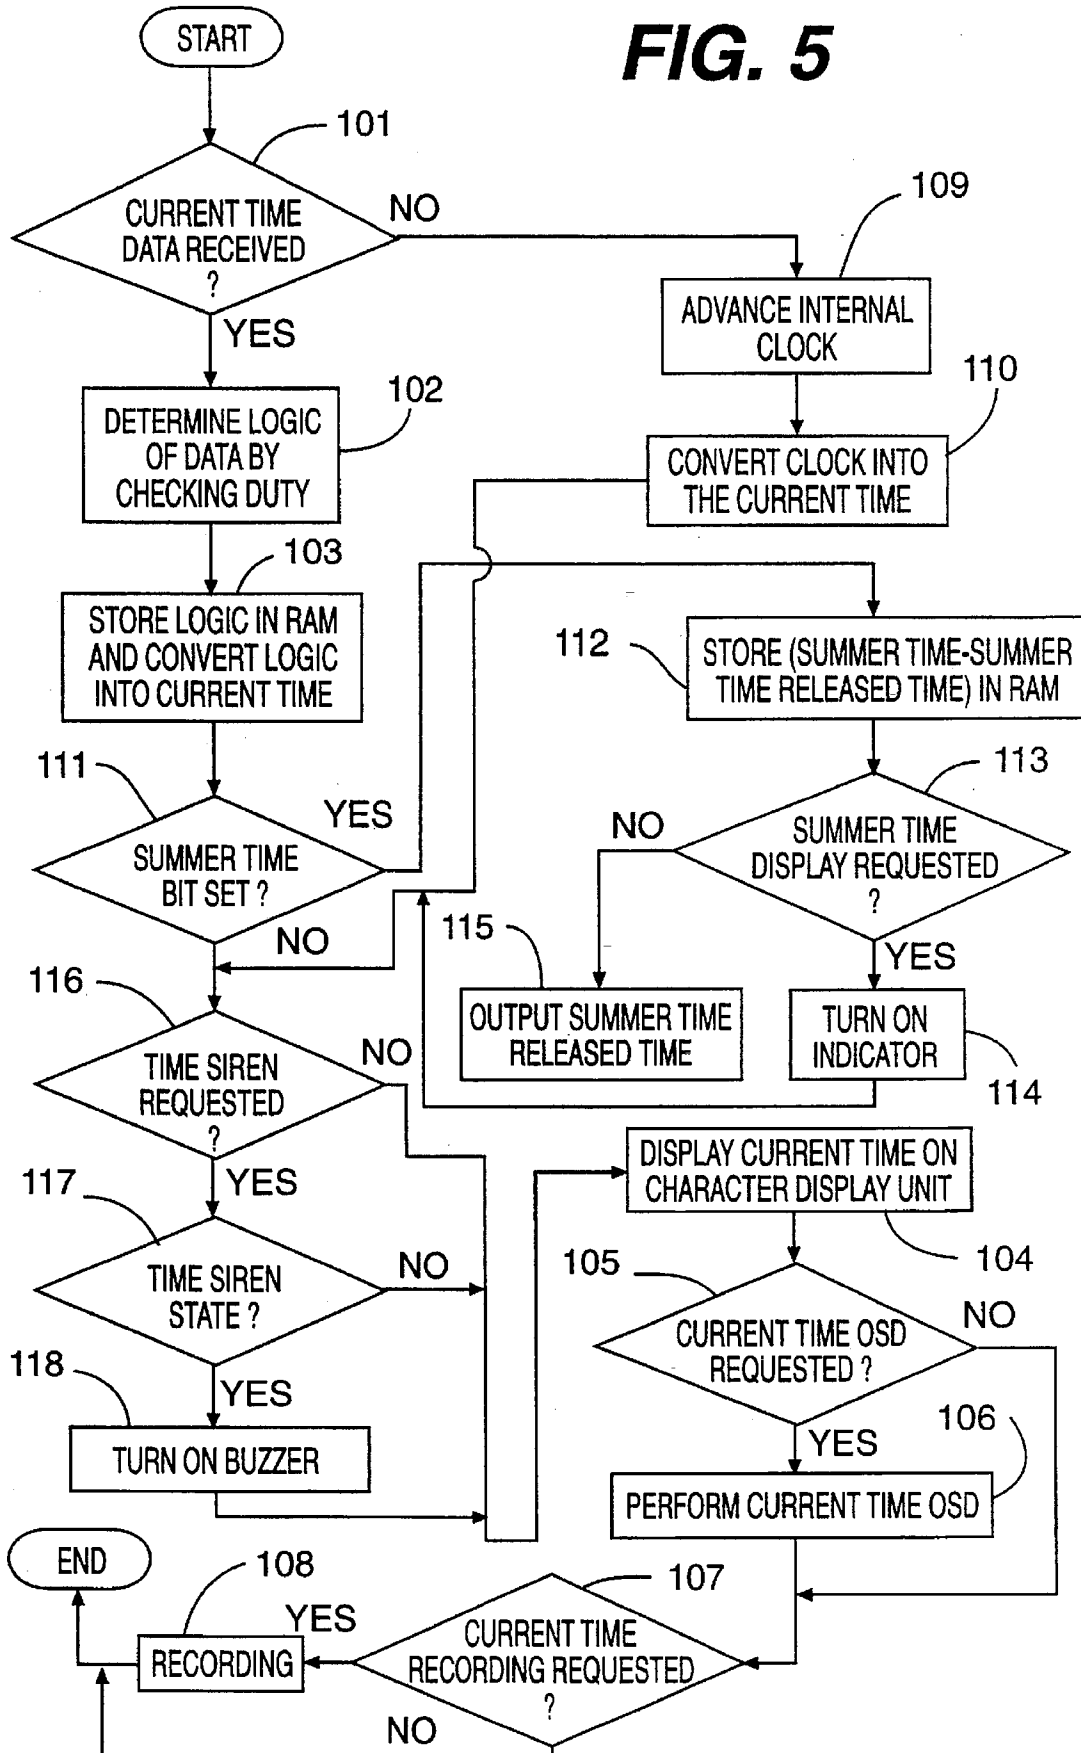 START
FIG. 5
101
CURRENT TIME
DATA RECEIVED
?
NO
YES
109
ADVANCE INTERNAL
CLOCK
110
CONVERT CLOCK INTO
THE CURRENT TIME
102
DETERMINE LOGIC
OF DATA BY
CHECKING DUTY
103
STORE LOGIC IN RAM
AND CONVERT LOGIC
INTO CURRENT TIME
112
STORE (SUMMER TIME-SUMMER
TIME RELEASED TIME) IN RAM
111
SUMMER TIME
BIT SET ?
YES
NO
113
SUMMER TIME
DISPLAY REQUESTED
?
NO
YES
115
OUTPUT SUMMER TIME
RELEASED TIME
TURN ON
INDICATOR
114
116
TIME SIREN
REQUESTED
?
NO
YES
117
TIME SIREN
STATE ?
NO
YES
118
TURN ON BUZZER
DISPLAY CURRENT TIME ON
CHARACTER DISPLAY UNIT
104
105
CURRENT TIME OSD
REQUESTED ?
NO
YES
106
PERFORM CURRENT TIME OSD
107
CURRENT TIME
RECORDING REQUESTED
?
YES
NO
108
RECORDING
END